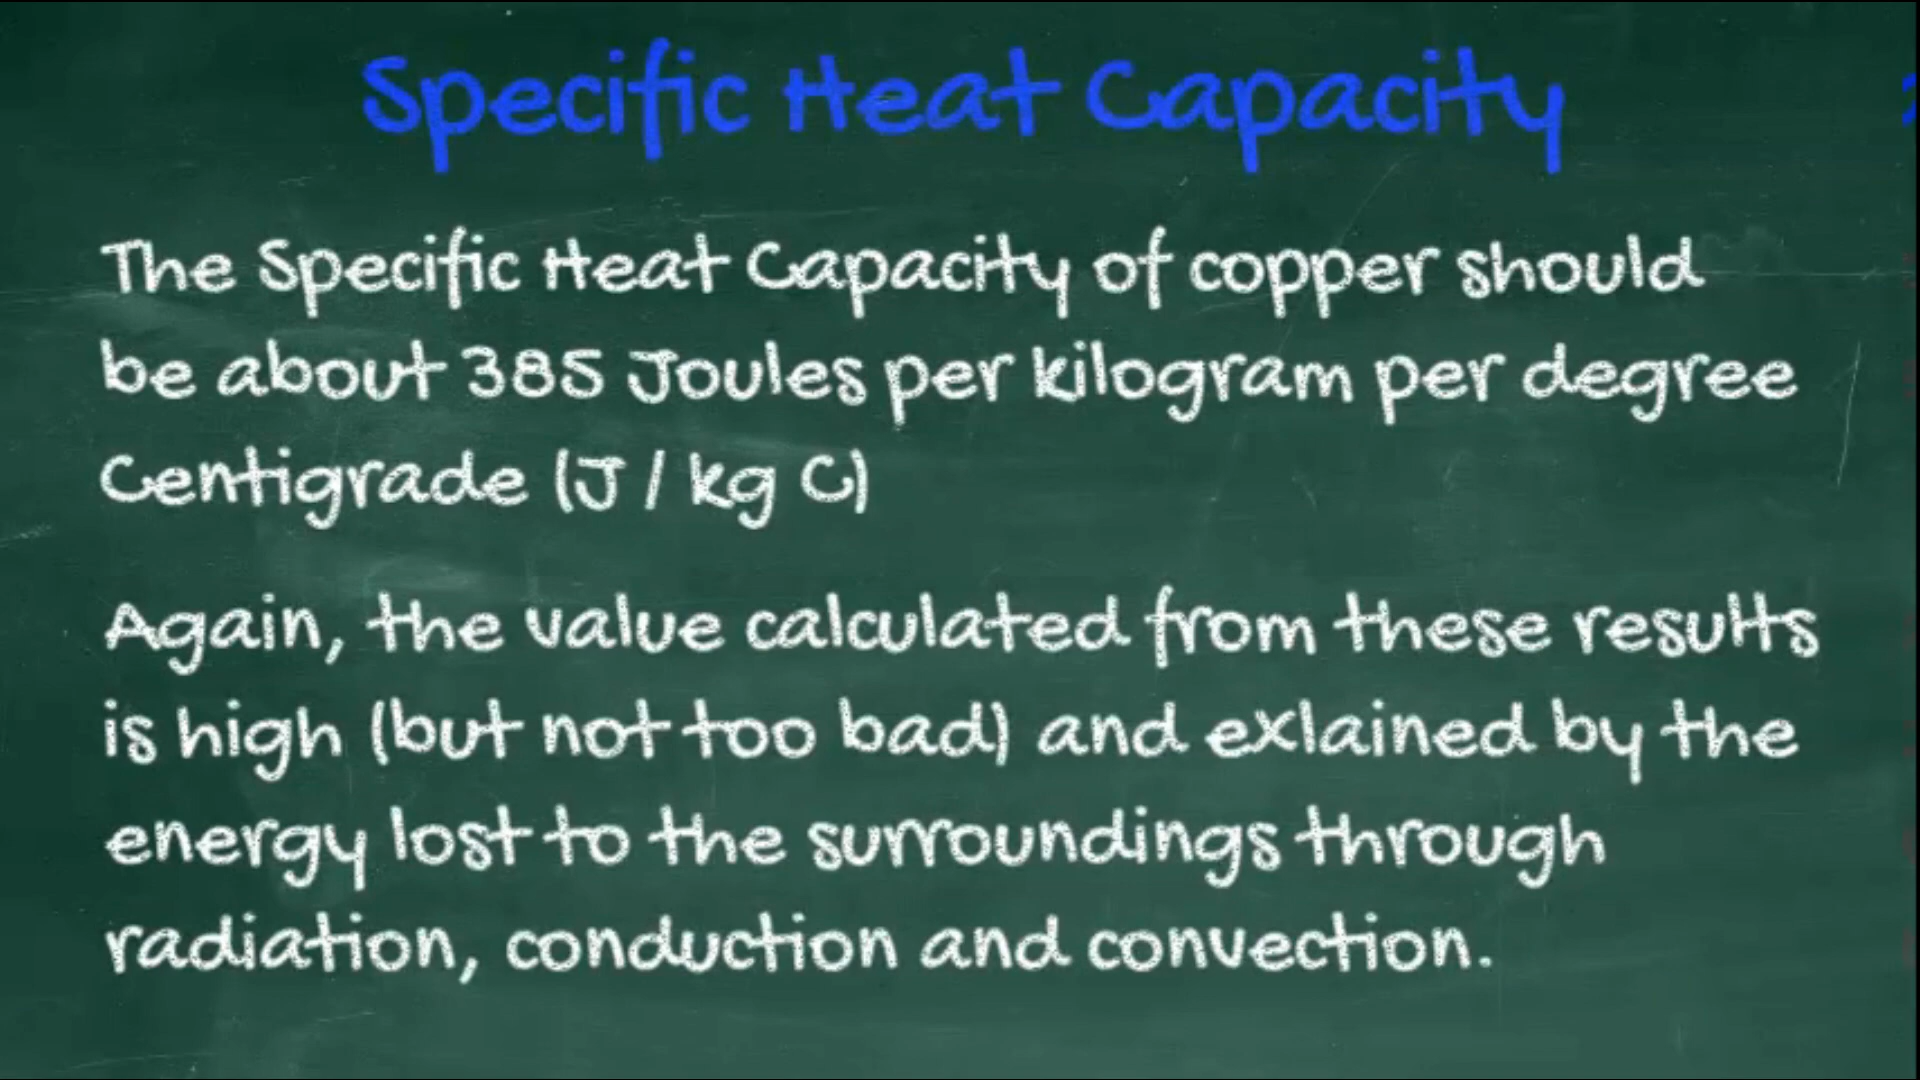 Specific Heat Capacity
The Specific Heat Capacity of copper should
be about 385 Joules per kilogram per degree
Centigrade (J / kg C)
Again, the value calculated from these results
is high (but not too bad) and exlained by the
energy lost to the surroundings through
radiation, conduction and convection.